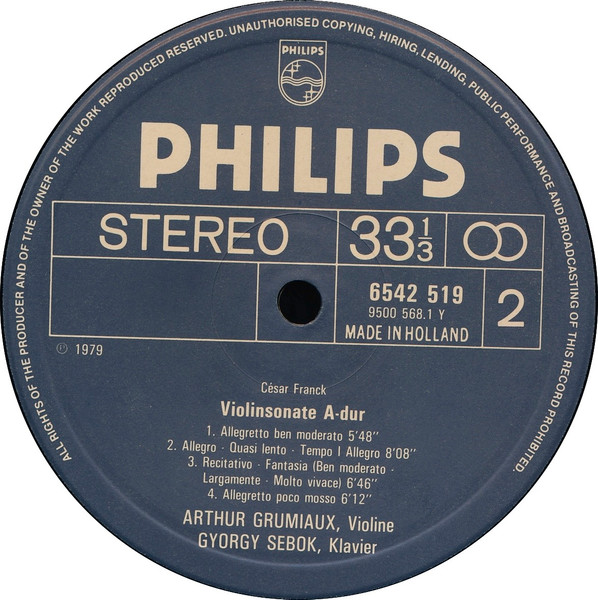 ALL RIGHTS OF THE PRODUCER AND OF THE OWNER OF THE WORK REPRODUCED RESERVED. UNAUTHORISED COPYING, HIRING, LENDING, PUBLIC PERFORMANCE AND BROADCASTING OF THIS RECORD PROHIBITED.
PHILIPS
PHILIPS
STEREO
33 1/3
6542 519
9500 568.1 Y
MADE IN HOLLAND
2
℗ 1979
César Franck
Violinsonate A-dur
1. Allegretto ben moderato 5'48''
2. Allegro · Quasi lento · Tempo I Allegro 8'08''
3. Recitativo · Fantasia (Ben moderato ·
Largamente · Molto vivace) 6'46''
4. Allegretto poco mosso 6'12''
ARTHUR GRUMIAUX, Violine
GYORGY SEBOK, Klavier